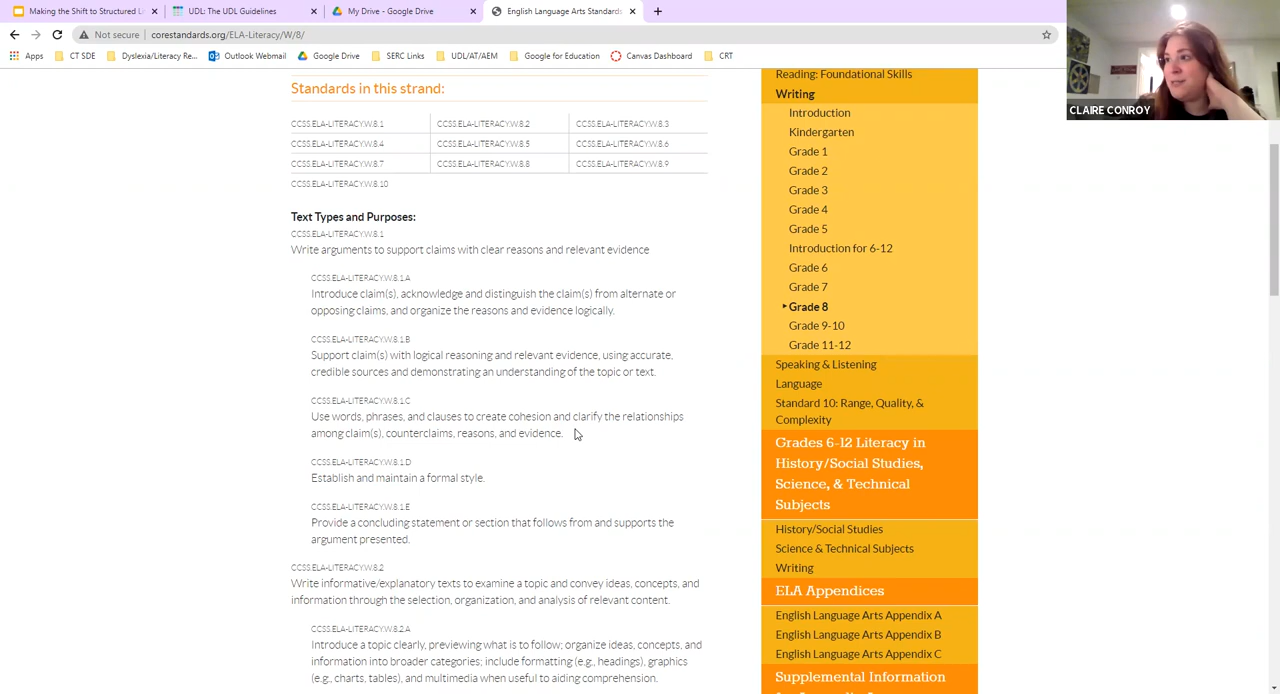 Making the Shift to Structured Li
UDL: The UDL Guidelines
My Drive - Google Drive
English Language Arts Standards
Not secure
corestandards.org/ELA-Literacy/W/8/
Apps
CT SDE
Dyslexia/Literacy Re...
Outlook Webmail
Google Drive
SERC Links
UDL/AT/AEM
Google for Education
Canvas Dashboard
CRT
CLAIRE CONROY
Standards in this strand:
CCSS.ELA-LITERACY.W.8.1
CCSS.ELA-LITERACY.W.8.2
CCSS.ELA-LITERACY.W.8.3
CCSS.ELA-LITERACY.W.8.4
CCSS.ELA-LITERACY.W.8.5
CCSS.ELA-LITERACY.W.8.6
CCSS.ELA-LITERACY.W.8.7
CCSS.ELA-LITERACY.W.8.8
CCSS.ELA-LITERACY.W.8.9
CCSS.ELA-LITERACY.W.8.10
Text Types and Purposes:
CCSS.ELA-LITERACY.W.8.1
Write arguments to support claims with clear reasons and relevant evidence
CCSS.ELA-LITERACY.W.8.1.A
Introduce claim(s), acknowledge and distinguish the claim(s) from alternate or
opposing claims, and organize the reasons and evidence logically.
CCSS.ELA-LITERACY.W.8.1.B
Support claim(s) with logical reasoning and relevant evidence, using accurate,
credible sources and demonstrating an understanding of the topic or text.
CCSS.ELA-LITERACY.W.8.1.C
Use words, phrases, and clauses to create cohesion and clarify the relationships
among claim(s), counterclaims, reasons, and evidence.
CCSS.ELA-LITERACY.W.8.1.D
Establish and maintain a formal style.
CCSS.ELA-LITERACY.W.8.1.E
Provide a concluding statement or section that follows from and supports the
argument presented.
CCSS.ELA-LITERACY.W.8.2
Write informative/explanatory texts to examine a topic and convey ideas, concepts, and
information through the selection, organization, and analysis of relevant content.
CCSS.ELA-LITERACY.W.8.2.A
Introduce a topic clearly, previewing what is to follow; organize ideas, concepts, and
information into broader categories; include formatting (e.g., headings), graphics
(e.g., charts, tables), and multimedia when useful to aiding comprehension.
Reading: Foundational Skills
Writing
Introduction
Kindergarten
Grade 1
Grade 2
Grade 3
Grade 4
Grade 5
Introduction for 6-12
Grade 6
Grade 7
Grade 8
Grade 9-10
Grade 11-12
Speaking & Listening
Language
Standard 10: Range, Quality, &
Complexity
Grades 6-12 Literacy in
History/Social Studies,
Science, & Technical
Subjects
History/Social Studies
Science & Technical Subjects
Writing
ELA Appendices
English Language Arts Appendix A
English Language Arts Appendix B
English Language Arts Appendix C
Supplemental Information